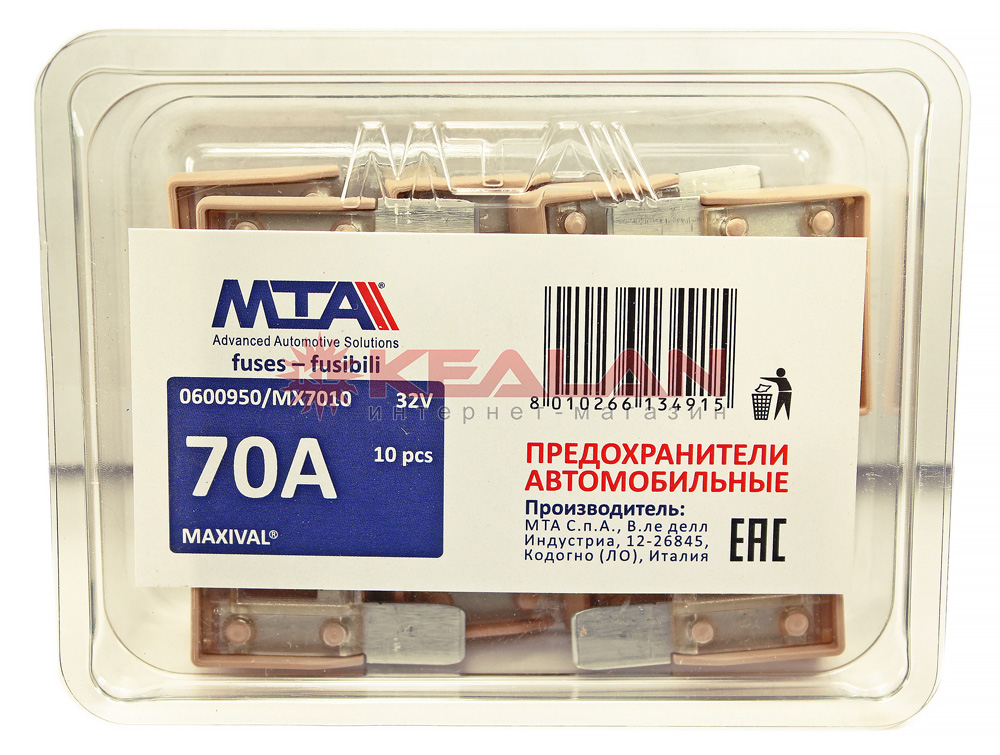 MTA®
Advanced Automotive Solutions
fuses – fusibili
0600950/MX7010 32V
70A 10 pcs
MAXIVAL®
8 010266 134915
ПРЕДОХРАНИТЕЛИ
АВТОМОБИЛЬНЫЕ
Производитель:
МТА С.п.А., В.ле делл
Индустриа, 12-26845,
Кодогно (ЛО), Италия
EAC
KEALAN
интернет-магазин